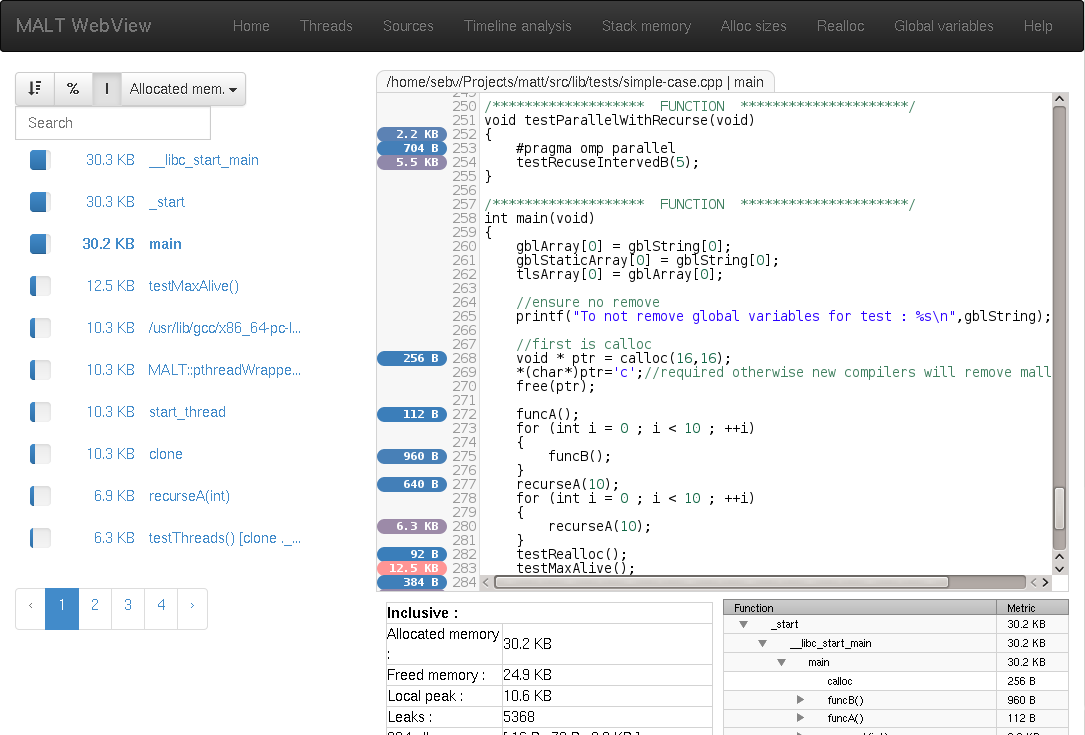 MALT WebView Home Threads Sources Timeline analysis Stack memory Alloc sizes Realloc Global variables Help
% I Allocated mem.
Search
30.3 KB __libc_start_main
30.3 KB _start
30.2 KB main
12.5 KB testMaxAlive()
10.3 KB /usr/lib/gcc/x86_64-pc-l...
10.3 KB MALT::pthreadWrappe...
10.3 KB start_thread
10.3 KB clone
6.9 KB recurseA(int)
6.3 KB testThreads() [clone ._...
‹ 1 2 3 4 ›
/home/sebv/Projects/matt/src/lib/tests/simple-case.cpp | main
249
250 /******************* FUNCTION *********************/
251 void testParallelWithRecurse(void)
2.2 KB 252 {
704 B 253 #pragma omp parallel
5.5 KB 254 testRecuseIntervedB(5);
255 }
256
257 /******************* FUNCTION *********************/
258 int main(void)
259 {
260 gblArray[0] = gblString[0];
261 gblStaticArray[0] = gblString[0];
262 tlsArray[0] = gblArray[0];
263
264 //ensure no remove
265 printf("To not remove global variables for test : %s\n",gblString);
266
267 //first is calloc
256 B 268 void * ptr = calloc(16,16);
269 *(char*)ptr='c';//required otherwise new compilers will remove mall
270 free(ptr);
271
112 B 272 funcA();
273 for (int i = 0 ; i < 10 ; ++i)
274 {
960 B 275 funcB();
276 }
640 B 277 recurseA(10);
278 for (int i = 0 ; i < 10 ; ++i)
279 {
6.3 KB 280 recurseA(10);
281 }
92 B 282 testRealloc();
12.5 KB 283 testMaxAlive();
384 B 284
Inclusive :
Allocated memory : 30.2 KB
Freed memory : 24.9 KB
Local peak : 10.6 KB
Leaks : 5368
Function Metric
_start 30.2 KB
__libc_start_main 30.2 KB
main 30.2 KB
calloc 256 B
funcB() 960 B
funcA() 112 B